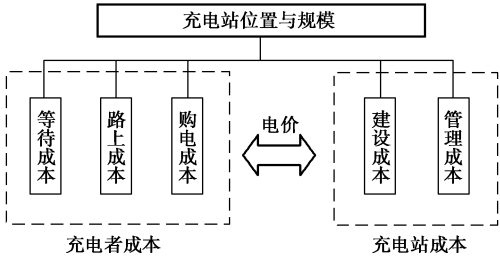 充电站位置与规模
等待成本
路上成本
购电成本
电价
建设成本
管理成本
充电者成本
充电站成本